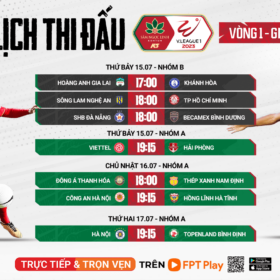 LỊCH THI ĐẤU
NIGHT WOLF
V.LEAGUE 1
2023
VÒNG 1 - G
THỨ BẢY 15.07 - NHÓM B
HOÀNG ANH GIA LAI 17:00 KHÁNH HÒA
SÔNG LAM NGHỆ AN 18:00 TP HỒ CHÍ MINH
SHB ĐÀ NẴNG 18:00 BECAMEX BÌNH DƯƠNG
THỨ BẢY 15.07 - NHÓM A
VIETTEL 19:15 HẢI PHÒNG
CHỦ NHẬT 16.07 - NHÓM A
ĐÔNG Á THANH HÓA 18:00 THÉP XANH NAM ĐỊNH
CÔNG AN HÀ NỘI 19:15 HỒNG LĨNH HÀ TĨNH
THỨ HAI 17.07 - NHÓM A
HÀ NỘI 19:15 TOPENLAND BÌNH ĐỊNH
TRỰC TIẾP & TRỌN VẸN TRÊN FPT Play